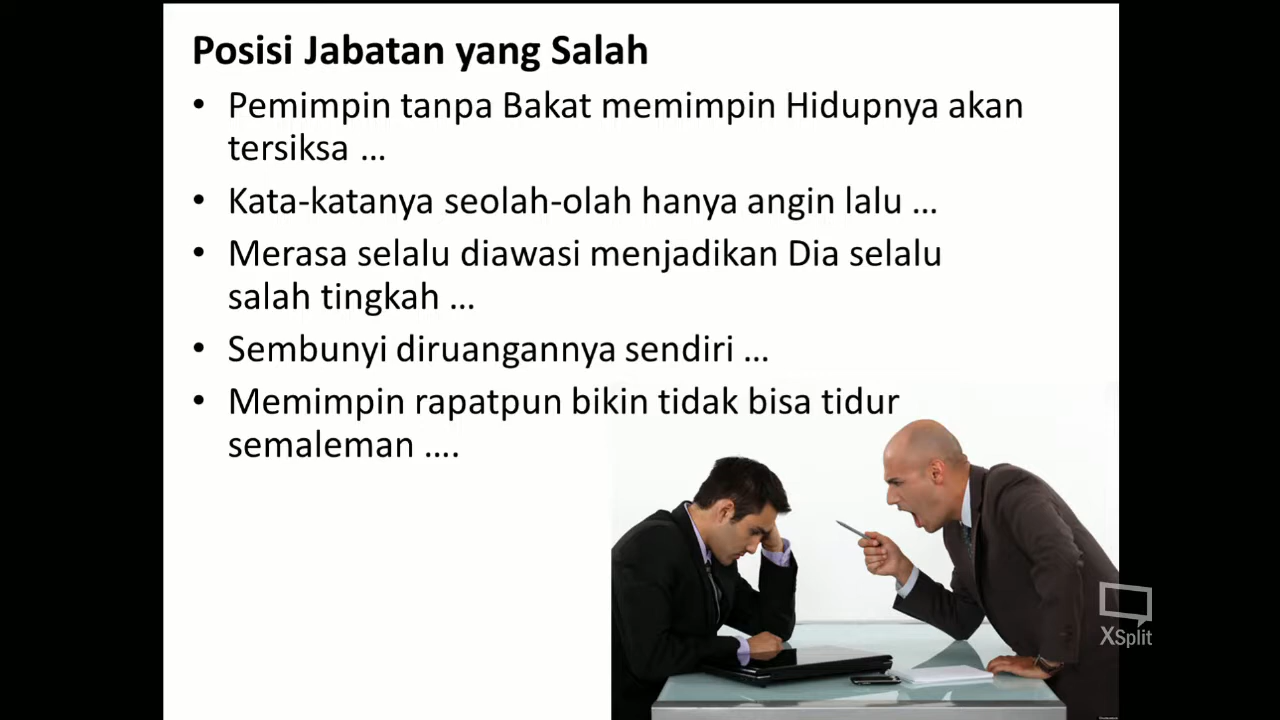 Posisi Jabatan yang Salah
• Pemimpin tanpa Bakat memimpin Hidupnya akan
tersiksa ...
• Kata-katanya seolah-olah hanya angin lalu ...
• Merasa selalu diawasi menjadikan Dia selalu
salah tingkah ...
• Sembunyi diruangannya sendiri ...
• Memimpin rapatpun bikin tidak bisa tidur
semaleman ....
XSplit